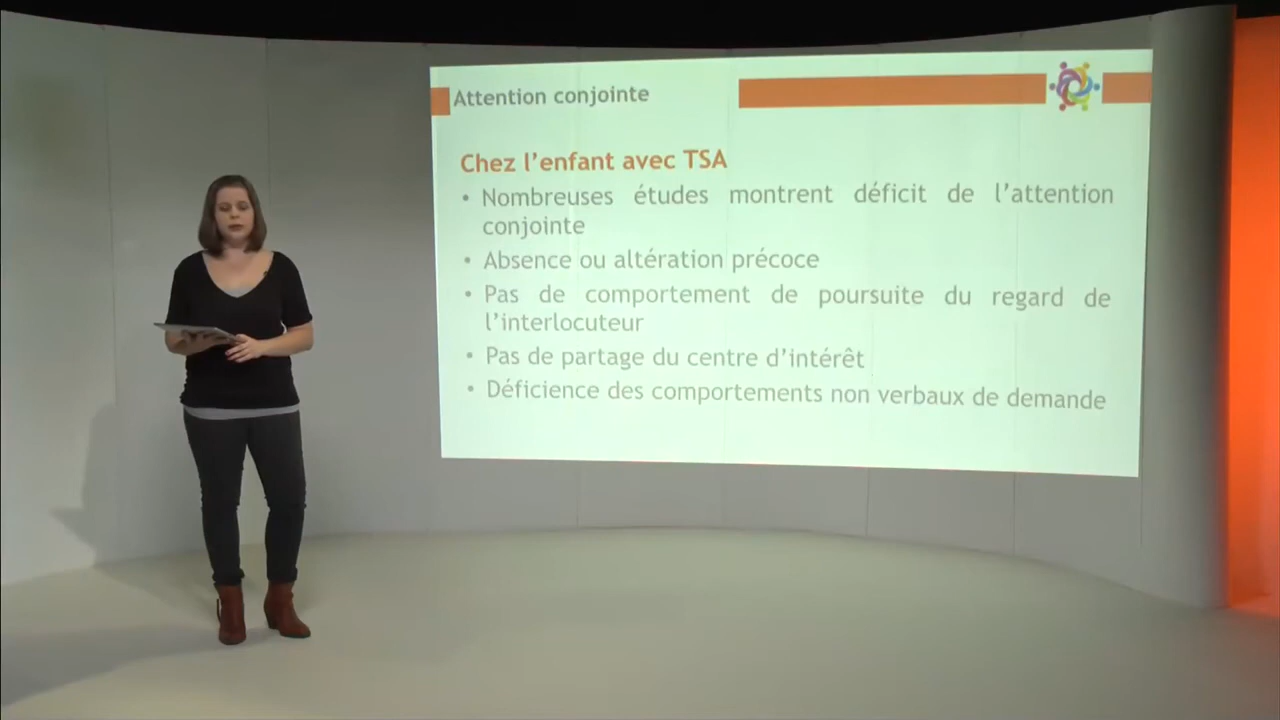 Attention conjointe
Chez l'enfant avec TSA
• Nombreuses études montrent déficit de l'attention
conjointe
• Absence ou altération précoce
• Pas de comportement de poursuite du regard de
l'interlocuteur
• Pas de partage du centre d'intérêt
• Déficience des comportements non verbaux de demande